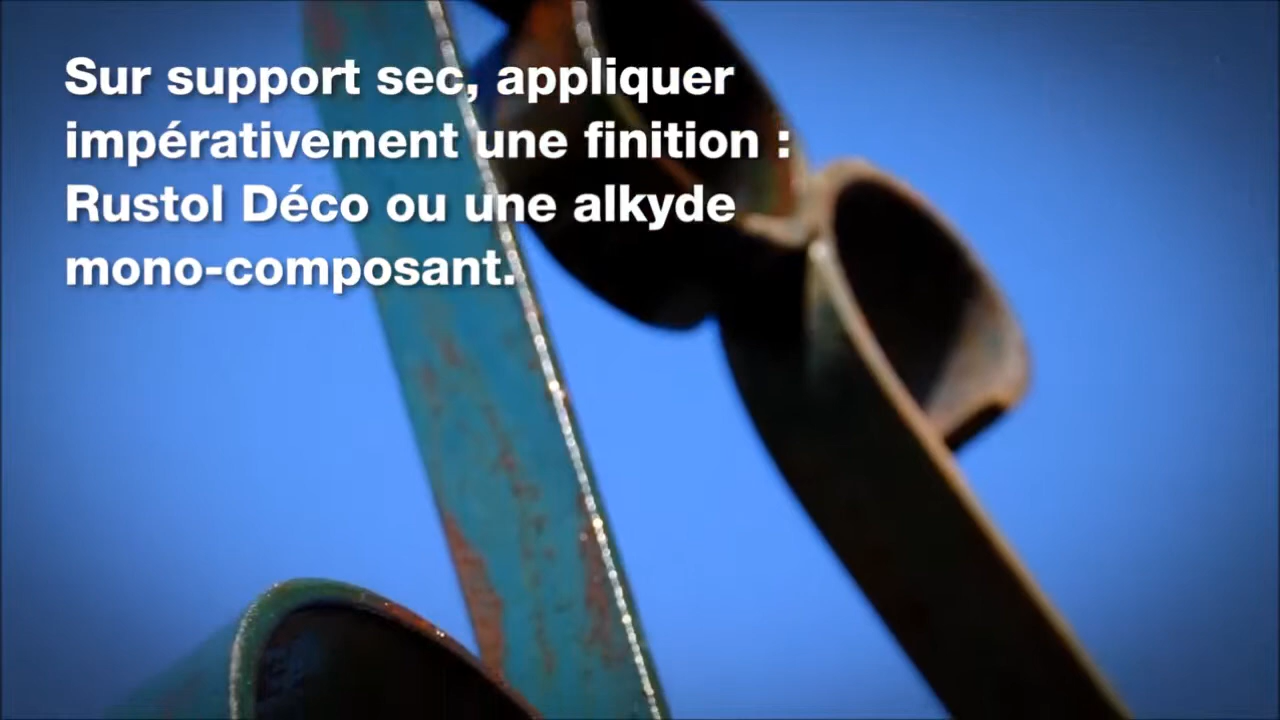 Sur support sec, appliquer
impérativement une finition :
Rustol Déco ou une alkyde
mono-composant.